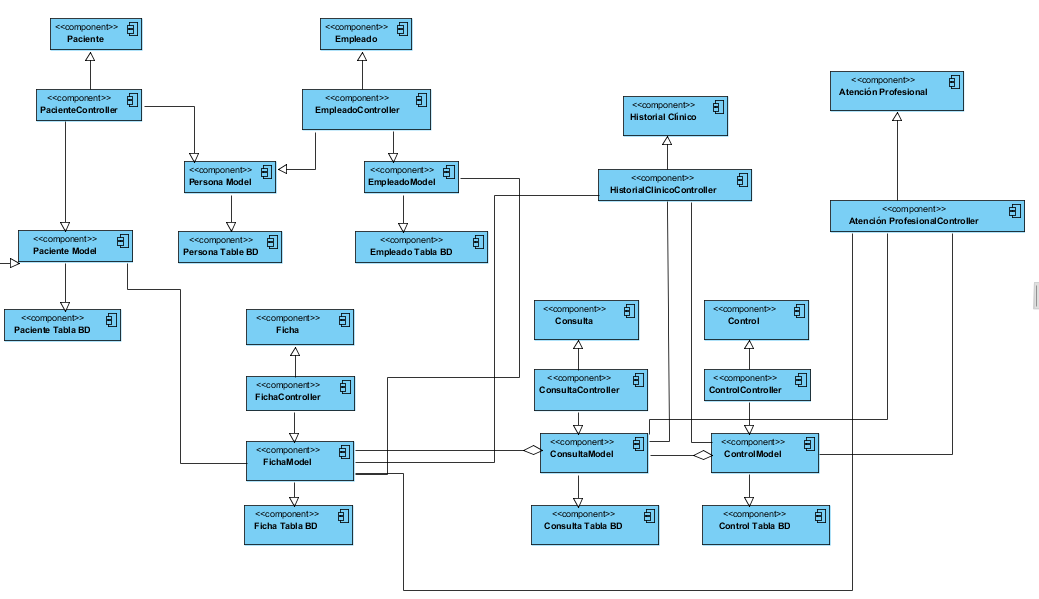 <<component>>
Paciente
<<component>>
Empleado
<<component>>
Atención Profesional
<<component>>
PacienteController
<<component>>
EmpleadoController
<<component>>
Historial Clínico
<<component>>
Persona Model
<<component>>
EmpleadoModel
<<component>>
HistorialClinicoController
<<component>>
Atención ProfesionalController
<<component>>
Paciente Model
<<component>>
Persona Table BD
<<component>>
Empleado Tabla BD
<<component>>
Paciente Tabla BD
<<component>>
Ficha
<<component>>
Consulta
<<component>>
Control
<<component>>
FichaController
<<component>>
ConsultaController
<<component>>
ControlController
<<component>>
FichaModel
<<component>>
ConsultaModel
<<component>>
ControlModel
<<component>>
Ficha Tabla BD
<<component>>
Consulta Tabla BD
<<component>>
Control Tabla BD